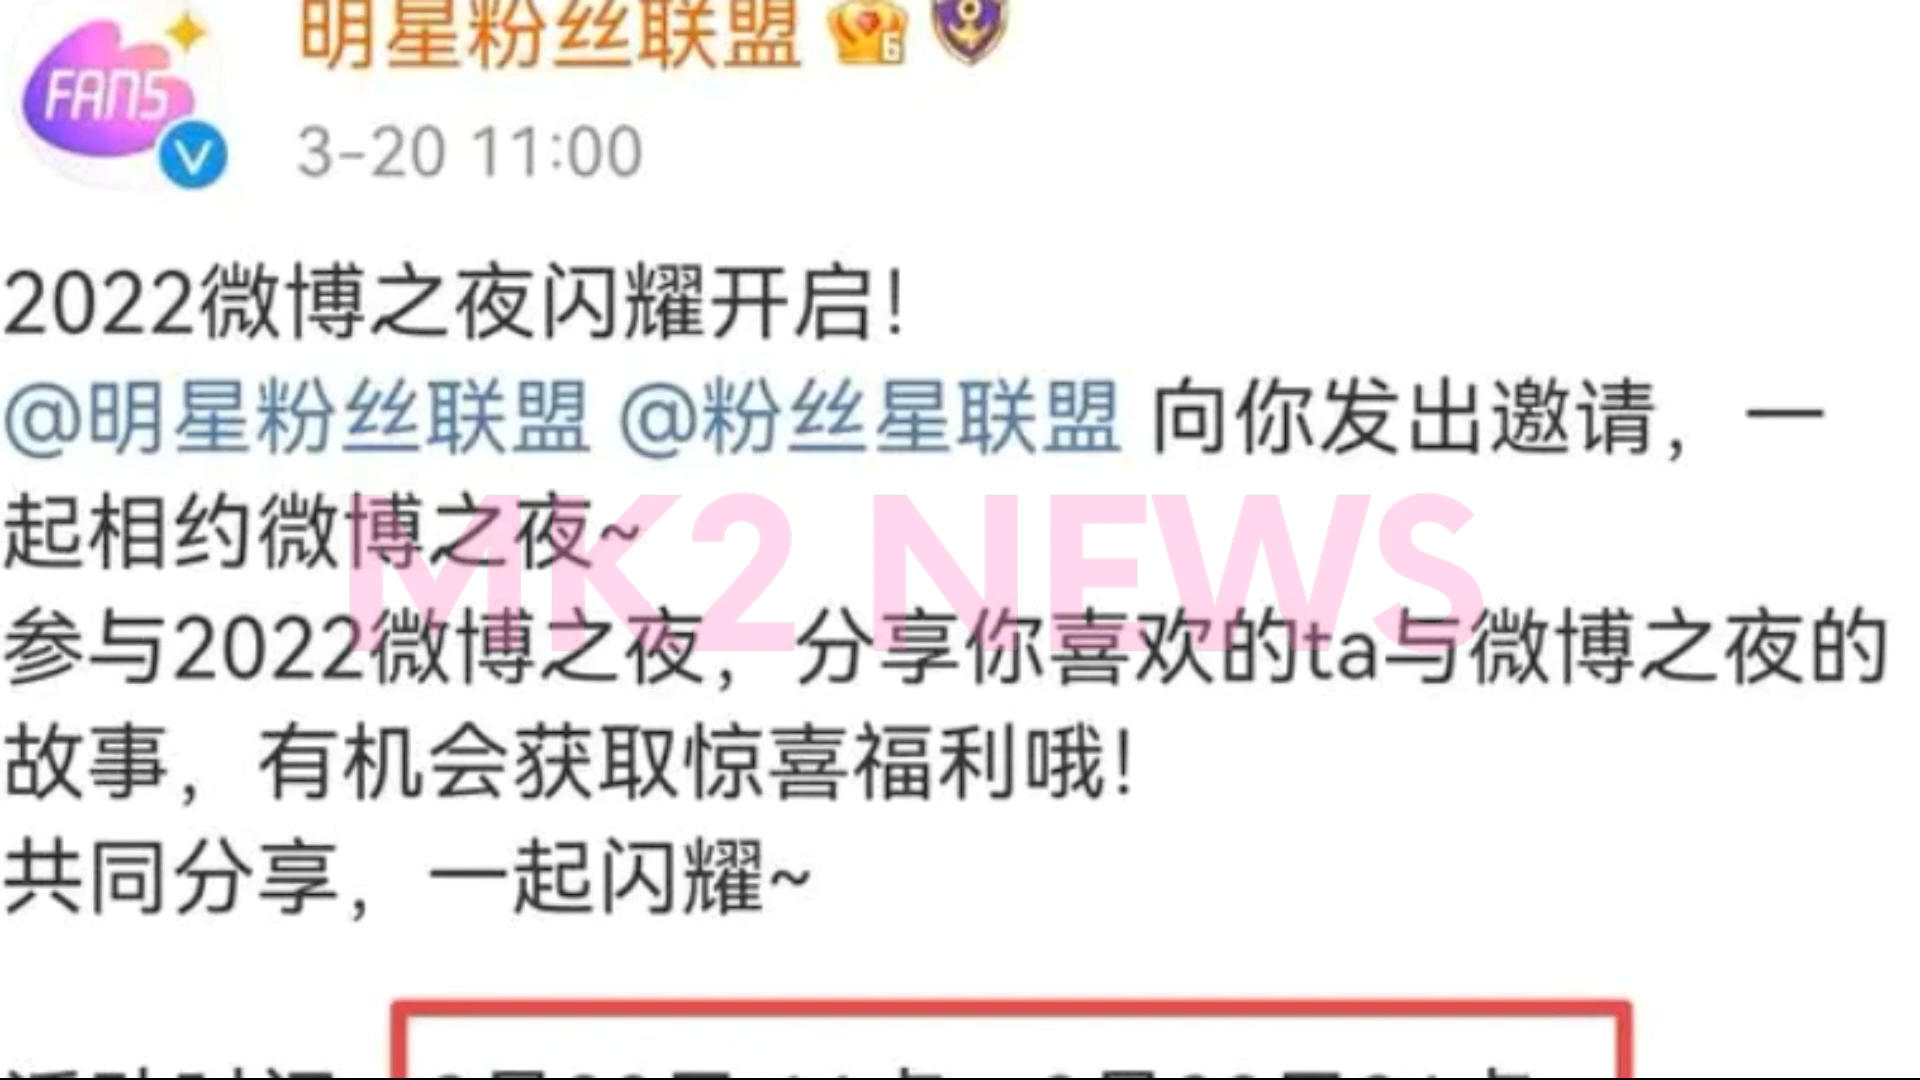 明星粉丝联盟
FANS
6
V
3-20 11:00
2022微博之夜闪耀开启!
@明星粉丝联盟 @粉丝星联盟 向你发出邀请,一
起相约微博之夜~
MK2 NEWS
参与2022微博之夜,分享你喜欢的ta与微博之夜的
故事,有机会获取惊喜福利哦!
共同分享,一起闪耀~